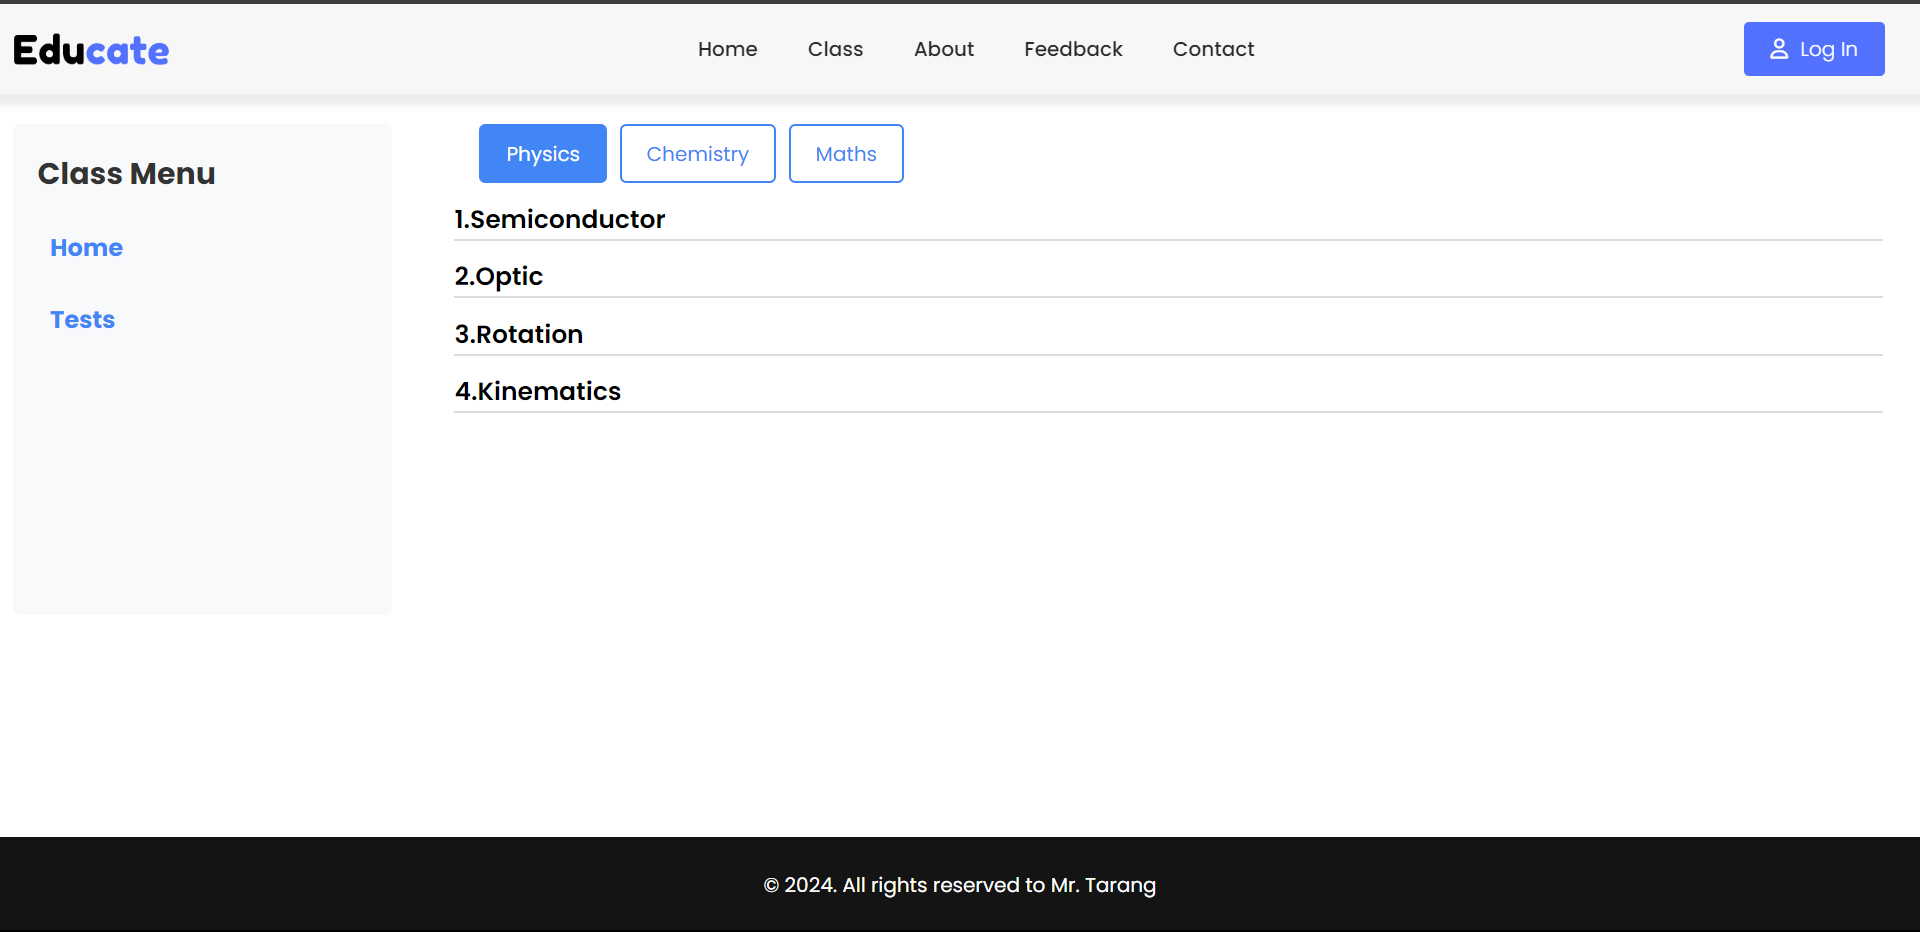 Educate
Home Class About Feedback Contact
Log In
Class Menu
Home
Tests
Physics Chemistry Maths
1.Semiconductor
2.Optic
3.Rotation
4.Kinematics
© 2024. All rights reserved to Mr. Tarang